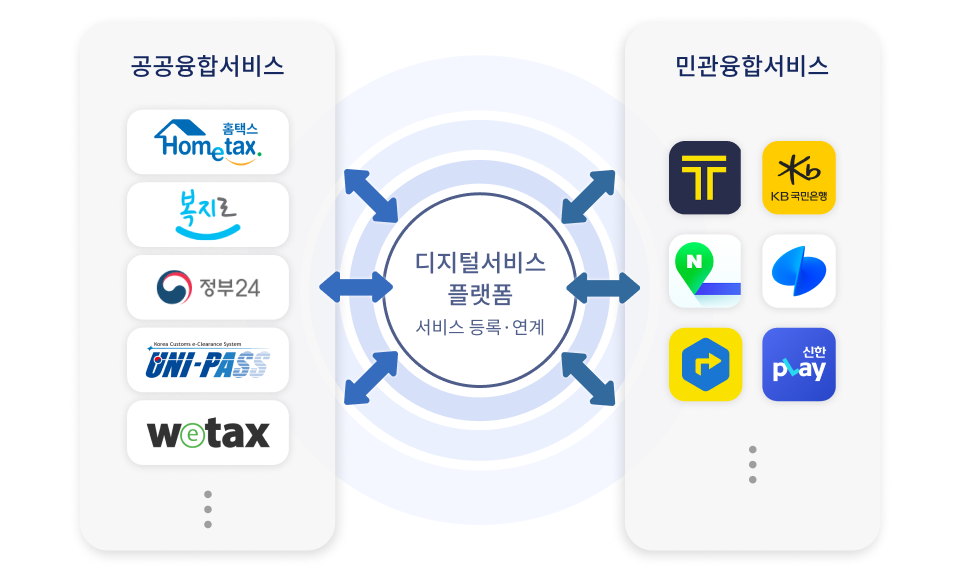 공공융합서비스
홈택스
Hometax.
복지로
정부24
Korea Customs e-Clearance System
UNI-PASS
wetax
디지털서비스
플랫폼
서비스 등록·연계
민관융합서비스
T
Kb
KB국민은행
N
신한
play